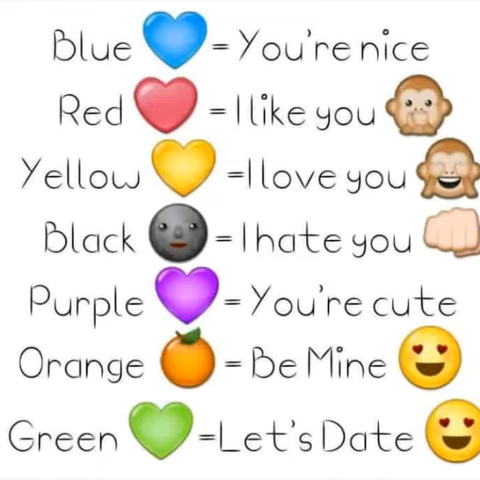 Blue 💙 = You're nice
Red ❤️ = I like you 🙊
Yellow 💛 =I love you 🙈
Black 🌚 = I hate you 👊
Purple 💜 = You're cute
Orange 🍊 = Be Mine 😍
Green 💚 =Let's Date 😍